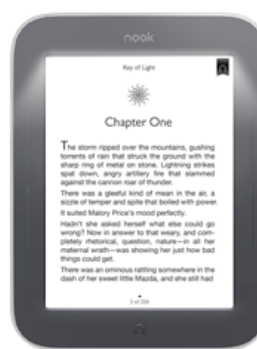 nook
Key of Light
Chapter One
The storm ripped over the mountains, gushing
torrents of rain that struck the ground with the
sharp ring of metal on stone. Lightning strikes
spat down, angry artillery fire that slammed
against the cannon roar of thunder.
There was a gleeful kind of mean in the air, a
sizzle of temper and spite that boiled with power.
It suited Malory Price's mood perfectly.
Hadn't she asked herself what else could go
wrong? Now in answer to that weary, and com-
pletely rhetorical, question, nature—in all her
maternal wrath—was showing her just how bad
things could get.
There was an ominous rattling somewhere in the
dash of her sweet little Mazda, and she still had